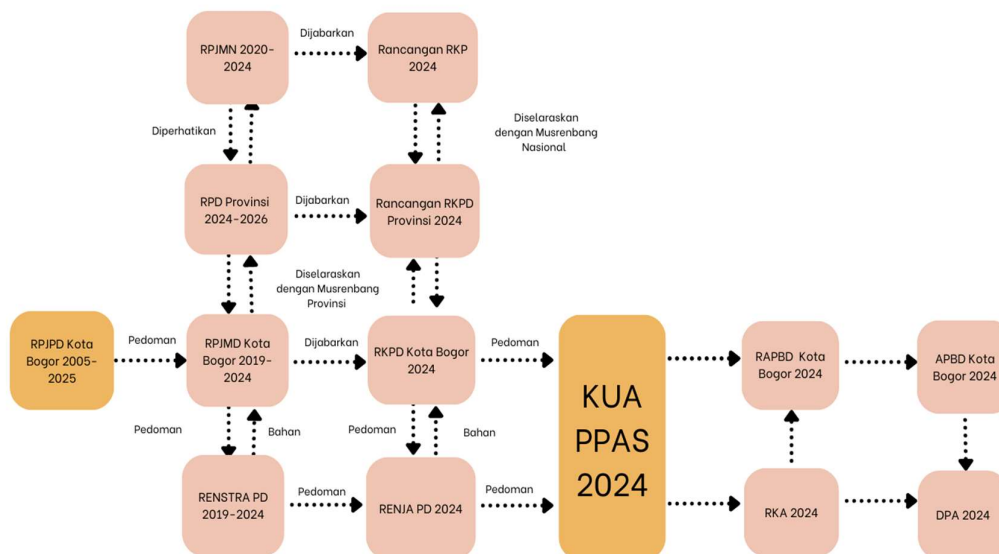 RPJMN 2020-
2024
Dijabarkan
Rancangan RKP
2024
Diperhatikan
Diselaraskan
dengan Musrenbang
Nasional
RPD Provinsi
2024-2026
Dijabarkan
Rancangan RKPD
Provinsi 2024
Diselaraskan
dengan Musrenbang
Provinsi
RPJPD Kota
Bogor 2005-
2025
Pedoman
RPJMD Kota
Bogor 2019-
2024
Dijabarkan
RKPD Kota Bogor
2024
Pedoman
KUA
PPAS
2024
RAPBD Kota
Bogor 2024
APBD Kota
Bogor 2024
Pedoman
Bahan
Pedoman
Bahan
RENSTRA PD
2019-2024
Pedoman
RENJA PD 2024
Pedoman
RKA 2024
DPA 2024